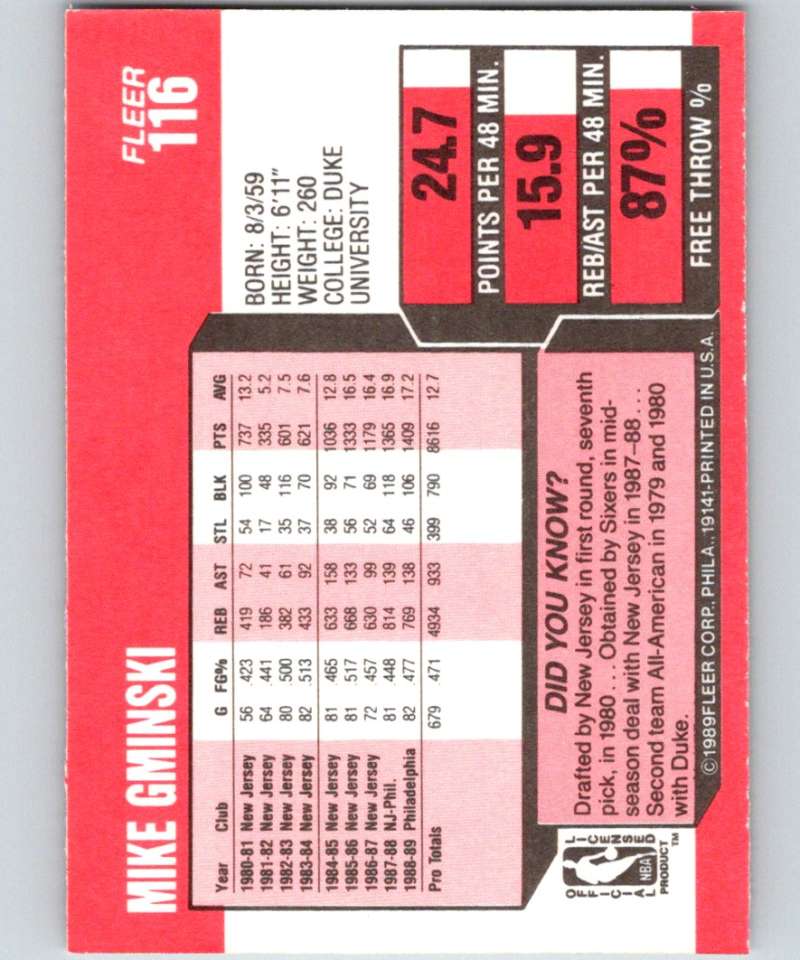 MIKE GMINSKI
FLEER
116
BORN: 8/3/59
HEIGHT: 6'11"
WEIGHT: 260
COLLEGE: DUKE
UNIVERSITY
Year Club G FG% REB AST STL BLK PTS AVG
1980-81 New Jersey 56 .423 419 72 54 100 737 13.2
1981-82 New Jersey 64 .441 186 41 17 48 335 5.2
1982-83 New Jersey 80 .500 382 61 35 116 601 7.5
1983-84 New Jersey 82 .513 433 92 37 70 621 7.6
1984-85 New Jersey 81 .465 633 158 38 92 1036 12.8
1985-86 New Jersey 81 .517 668 133 56 71 1333 16.5
1986-87 New Jersey 72 .457 630 99 52 69 1179 16.4
1987-88 NJ-Phil. 81 .448 814 139 64 118 1365 16.9
1988-89 Philadelphia 82 .477 769 138 46 106 1409 17.2
Pro Totals 679 .471 4934 933 399 790 8616 12.7
24.7
POINTS PER 48 MIN.
15.9
REB/AST PER 48 MIN.
87%
FREE THROW %
DID YOU KNOW?
Drafted by New Jersey in first round, seventh
pick, in 1980 . . . Obtained by Sixers in mid-
season deal with New Jersey in 1987–88 . . .
Second team All-American in 1979 and 1980
with Duke.
OFFICIAL
LICENSED
NBA
PRODUCT™
©1989FLEER CORP., PHILA., 19141-PRINTED IN U.S.A.